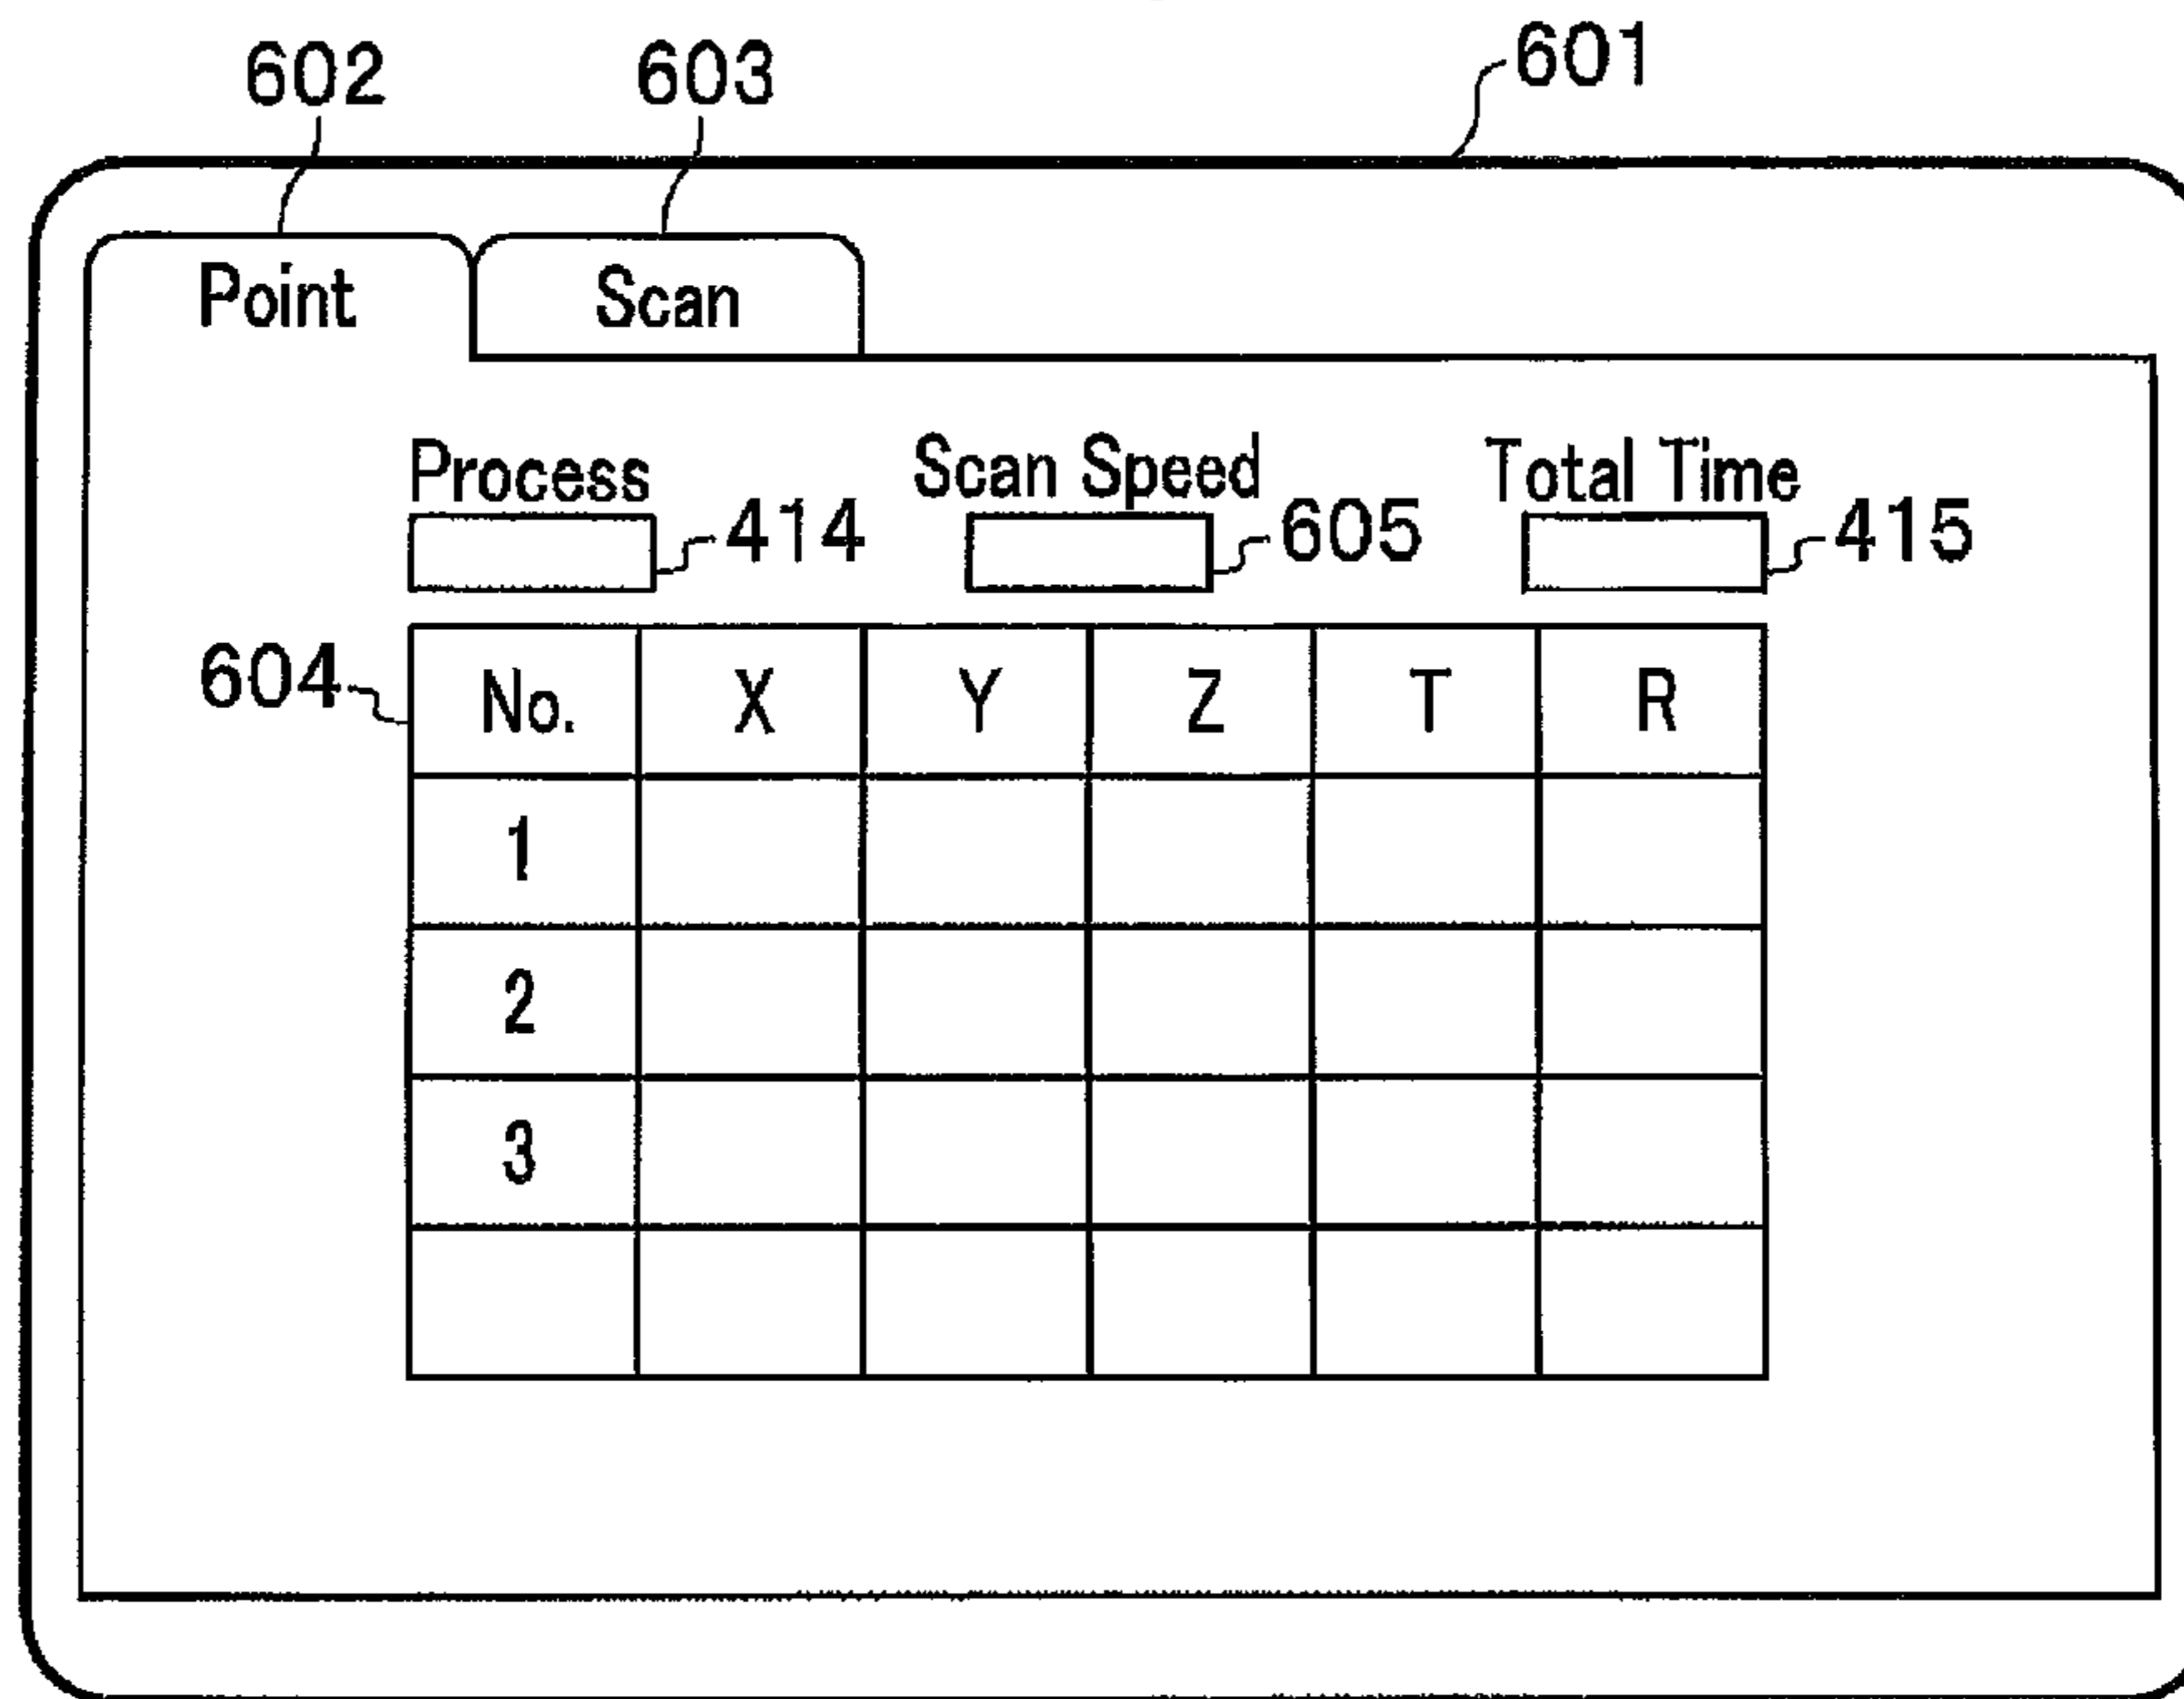 602 603 601
Point Scan
Process Scan Speed Total Time
414 605 415
604
No. X Y Z T R
1
2
3